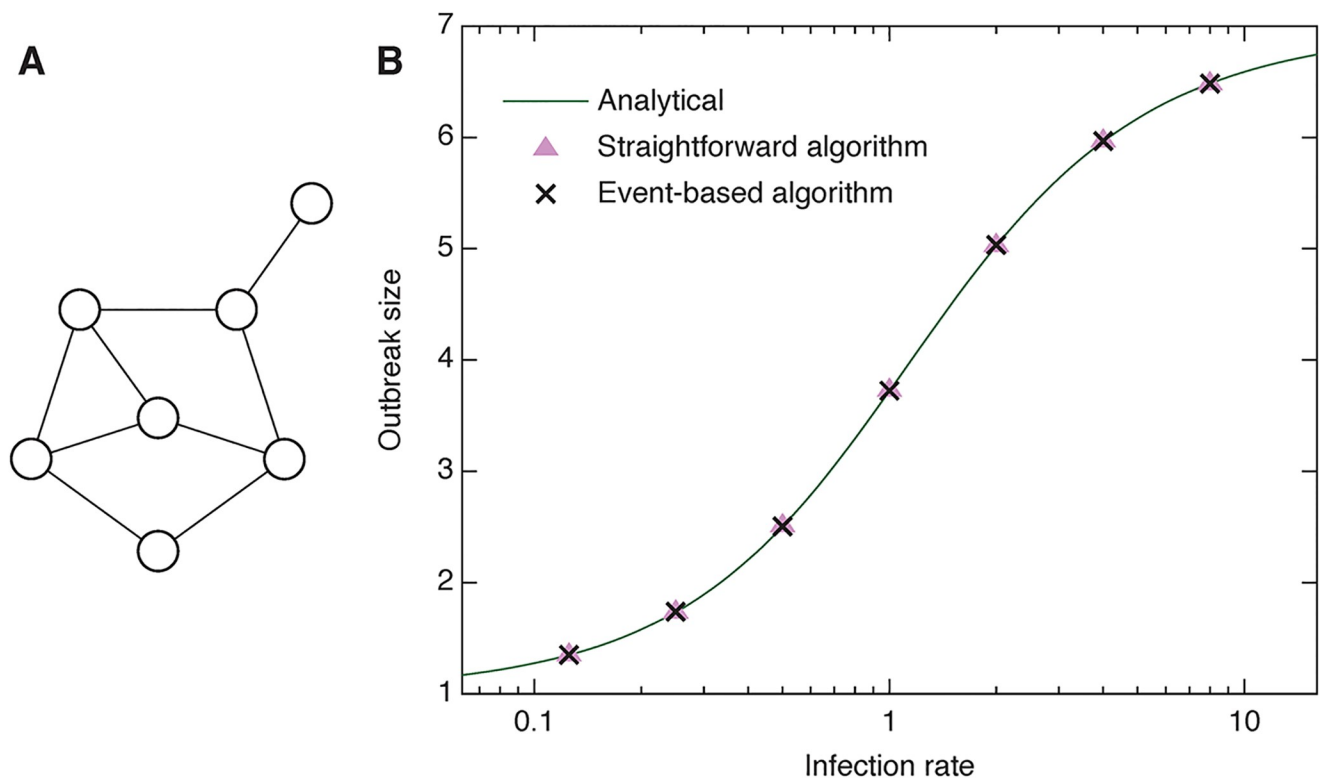 A
B
Analytical
Straightforward algorithm
Event-based algorithm
Outbreak size
7
6
5
4
3
2
1
0.1 1 10
Infection rate